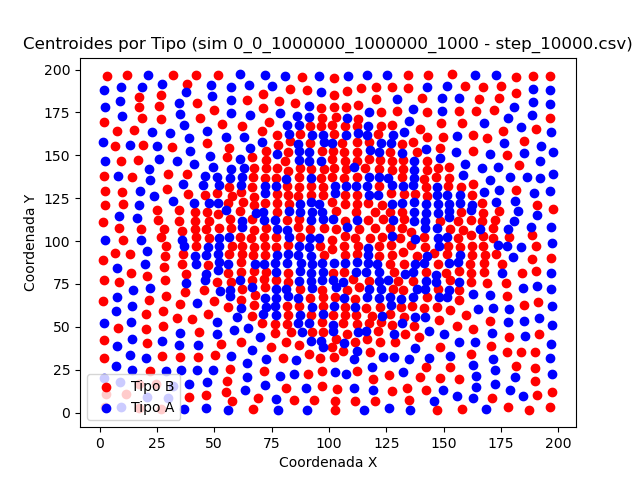 Centroides por Tipo (sim 0_0_1000000_1000000_1000 - step_10000.csv)
200
175
150
125
100
75
50
25
0
Coordenada Y
Tipo B
Tipo A
0 25 50 75 100 125 150 175 200
Coordenada X